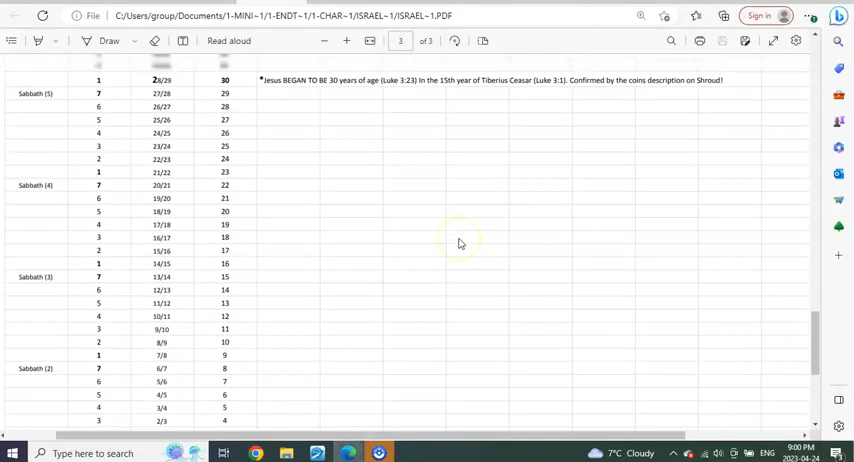 File C:/Users/group/Documents/1-MINI~1/1-ENDT~1/1-CHAR~1/ISRAEL~1/ISRAEL~1.PDF Sign in
Draw Read aloud 3 of 3
1 28/29 30 *Jesus BEGAN TO BE 30 years of age (Luke 3:23) In the 15th year of Tiberius Ceasar (Luke 3:1). Confirmed by the coins description on Shroud!
Sabbath (5) 7 27/28 29
6 26/27 28
5 25/26 27
4 24/25 26
3 23/24 25
2 22/23 24
1 21/22 23
Sabbath (4) 7 20/21 22
6 19/20 21
5 18/19 20
4 17/18 19
3 16/17 18
2 15/16 17
1 14/15 16
Sabbath (3) 7 13/14 15
6 12/13 14
5 11/12 13
4 10/11 12
3 9/10 11
2 8/9 10
1 7/8 9
Sabbath (2) 7 6/7 8
6 5/6 7
5 4/5 6
4 3/4 5
3 2/3 4
Type here to search 7°C Cloudy ENG 9:00 PM
2023-04-24 3